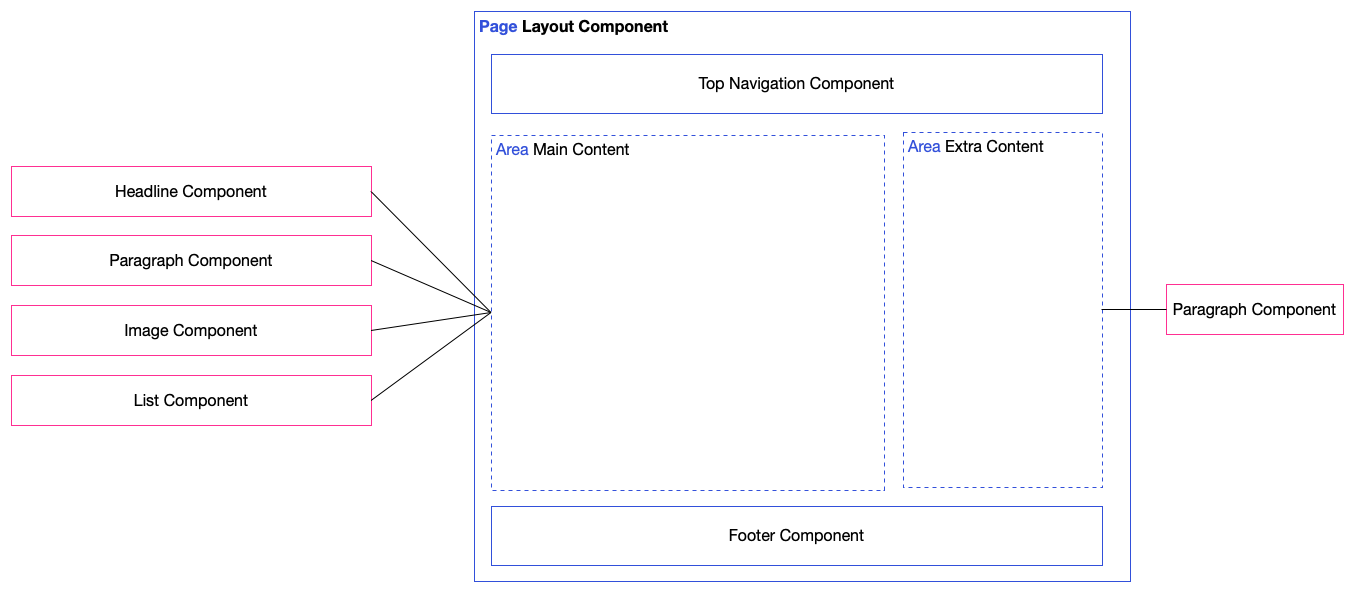 Page Layout Component
Top Navigation Component
Area Main Content
Area Extra Content
Headline Component
Paragraph Component
Image Component
List Component
Paragraph Component
Footer Component